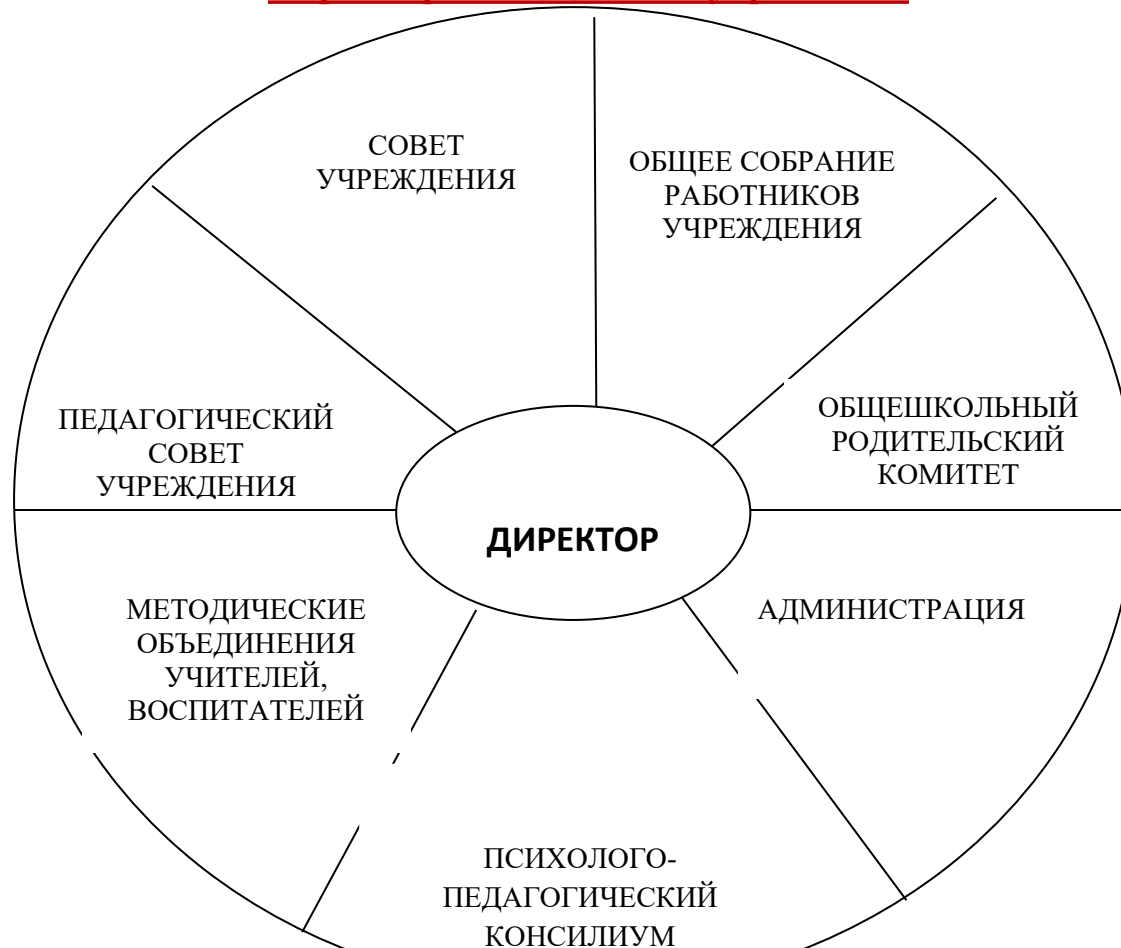 СОВЕТ
УЧРЕЖДЕНИЯ
ОБЩЕЕ СОБРАНИЕ
РАБОТНИКОВ
УЧРЕЖДЕНИЯ
ПЕДАГОГИЧЕСКИЙ
СОВЕТ
УЧРЕЖДЕНИЯ
ОБЩЕШКОЛЬНЫЙ
РОДИТЕЛЬСКИЙ
КОМИТЕТ
ДИРЕКТОР
МЕТОДИЧЕСКИЕ
ОБЪЕДИНЕНИЯ
УЧИТЕЛЕЙ,
ВОСПИТАТЕЛЕЙ
АДМИНИСТРАЦИЯ
ПСИХОЛОГО-
ПЕДАГОГИЧЕСКИЙ
КОНСИЛИУМ